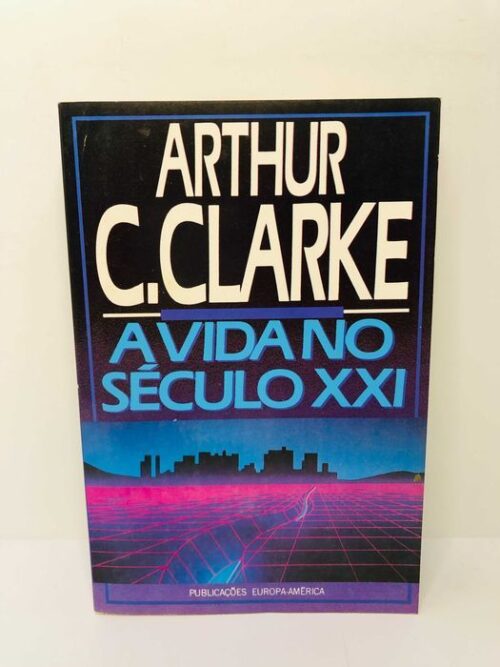 ARTHUR
C. CLARKE
A VIDA NO
SÉCULO XXI
PUBLICAÇÕES EUROPA-AMÉRICA